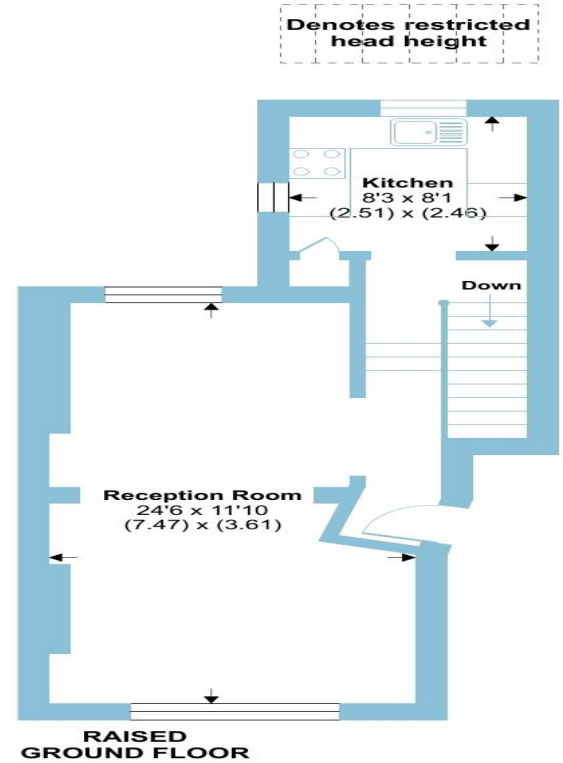 Denotes restricted
head height
Kitchen
8'3 x 8'1
(2.51) x (2.46)
Down
Reception Room
24'6 x 11'10
(7.47) x (3.61)
RAISED
GROUND FLOOR